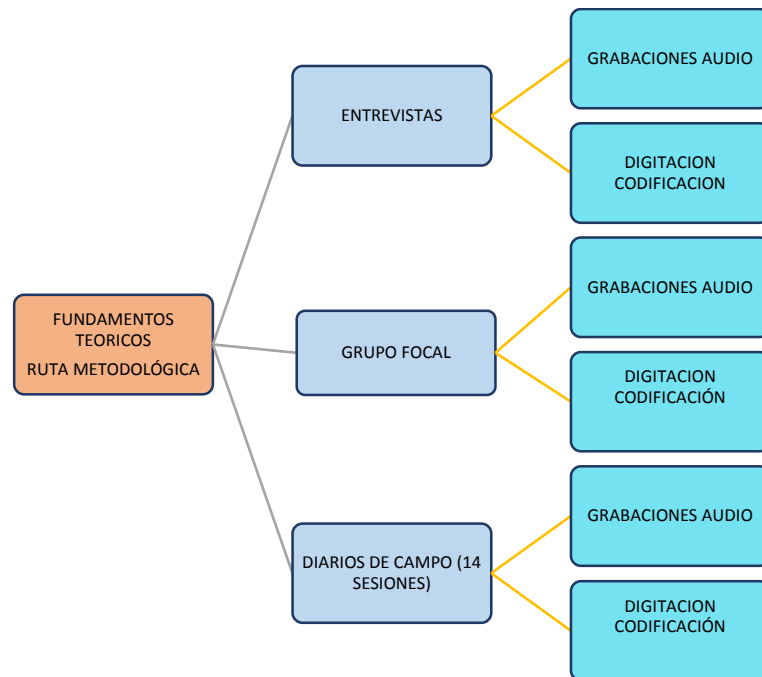 FUNDAMENTOS
TEORICOS
RUTA METODOLÓGICA
ENTREVISTAS
GRABACIONES AUDIO
DIGITACION
CODIFICACION
GRUPO FOCAL
GRABACIONES AUDIO
DIGITACION
CODIFICACIÓN
DIARIOS DE CAMPO (14
SESIONES)
GRABACIONES AUDIO
DIGITACION
CODIFICACIÓN